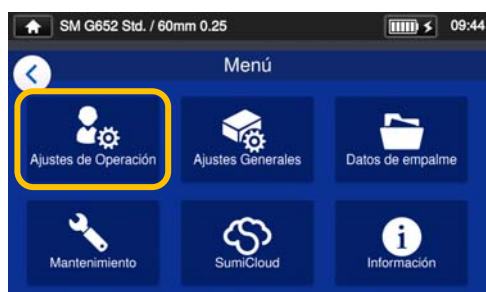 SM G652 Std. / 60mm 0.25
09:44
Menú
Ajustes de Operación
Ajustes Generales
Datos de empalme
Mantenimiento
SumiCloud
Información